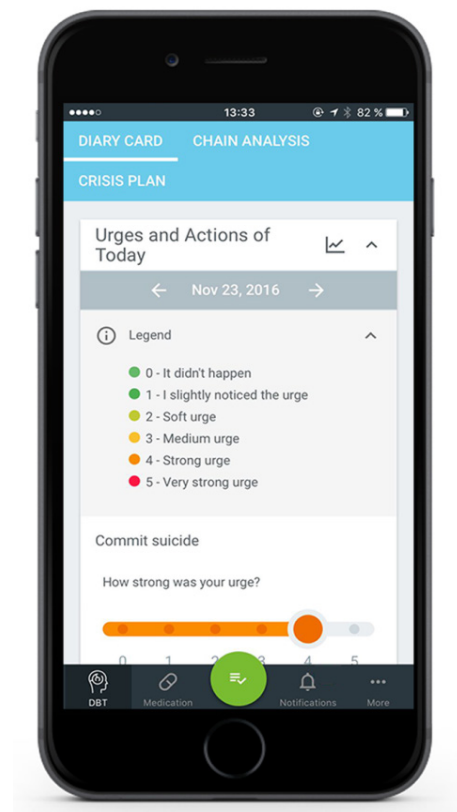 13:33 82 %
DIARY CARD CHAIN ANALYSIS
CRISIS PLAN
Urges and Actions of
Today
← Nov 23, 2016 →
Legend
0 - It didn't happen
1 - I slightly noticed the urge
2 - Soft urge
3 - Medium urge
4 - Strong urge
5 - Very strong urge
Commit suicide
How strong was your urge?
0 1 2 3 4 5
DBT Medication Notifications More